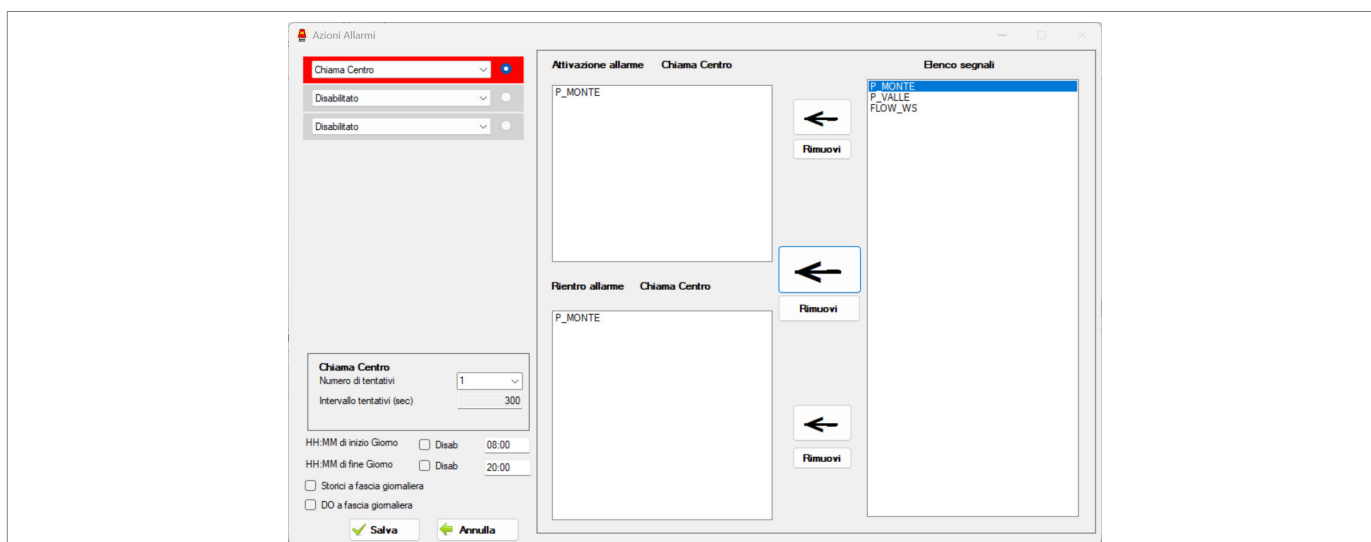 Azioni Allarmi
Chiama Centro
Disabilitato
Disabilitato
Attivazione allarme Chiama Centro
P_MONTE
Rimuovi
Rimuovi
Rientro allarme Chiama Centro
P_MONTE
Rimuovi
Elenco segnali
P_MONTE
P_VALLE
FLOW_WS
Chiama Centro
Numero di tentativi 1
Intervallo tentativi (sec) 300
HH:MM di inizio Giorno Disab 08:00
HH:MM di fine Giorno Disab 20:00
Storici a fascia giornaliera
DO a fascia giornaliera
Salva Annulla